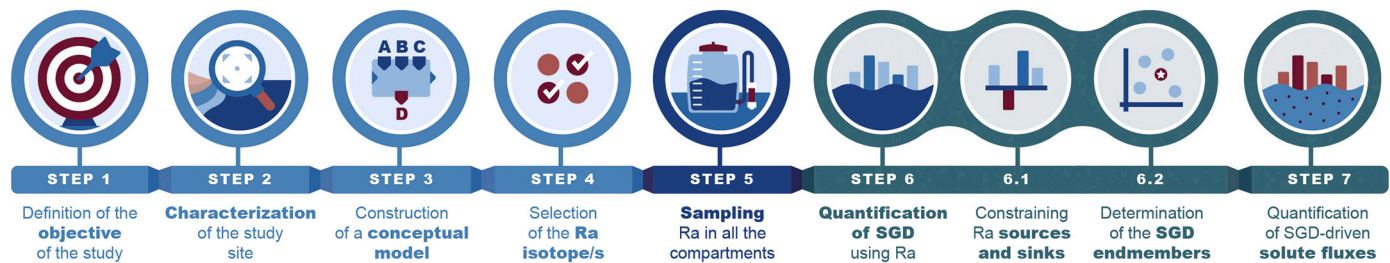 A B C
D
STEP 1
Definition of the
objective
of the study
STEP 2
Characterization
of the study
site
STEP 3
Construction
of a conceptual
model
STEP 4
Selection
of the Ra
isotope/s
STEP 5
Sampling
Ra in all the
compartments
STEP 6
Quantification
of SGD
using Ra
6.1
Constraining
Ra sources
and sinks
6.2
Determination
of the SGD
endmembers
STEP 7
Quantification
of SGD-driven
solute fluxes